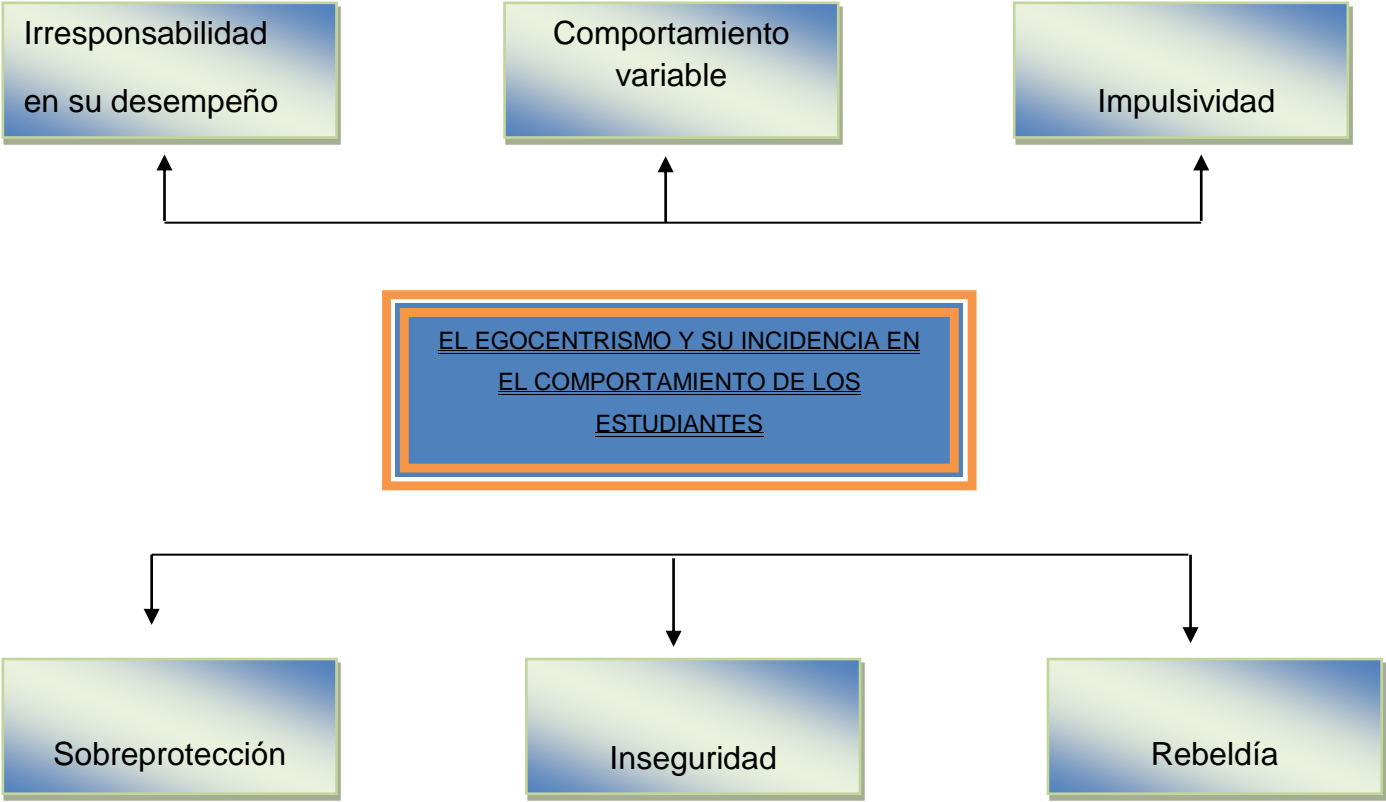 Irresponsabilidad
en su desempeño
Comportamiento
variable
Impulsividad
EL EGOCENTRISMO Y SU INCIDENCIA EN
EL COMPORTAMIENTO DE LOS
ESTUDIANTES
Sobreprotección
Inseguridad
Rebeldía